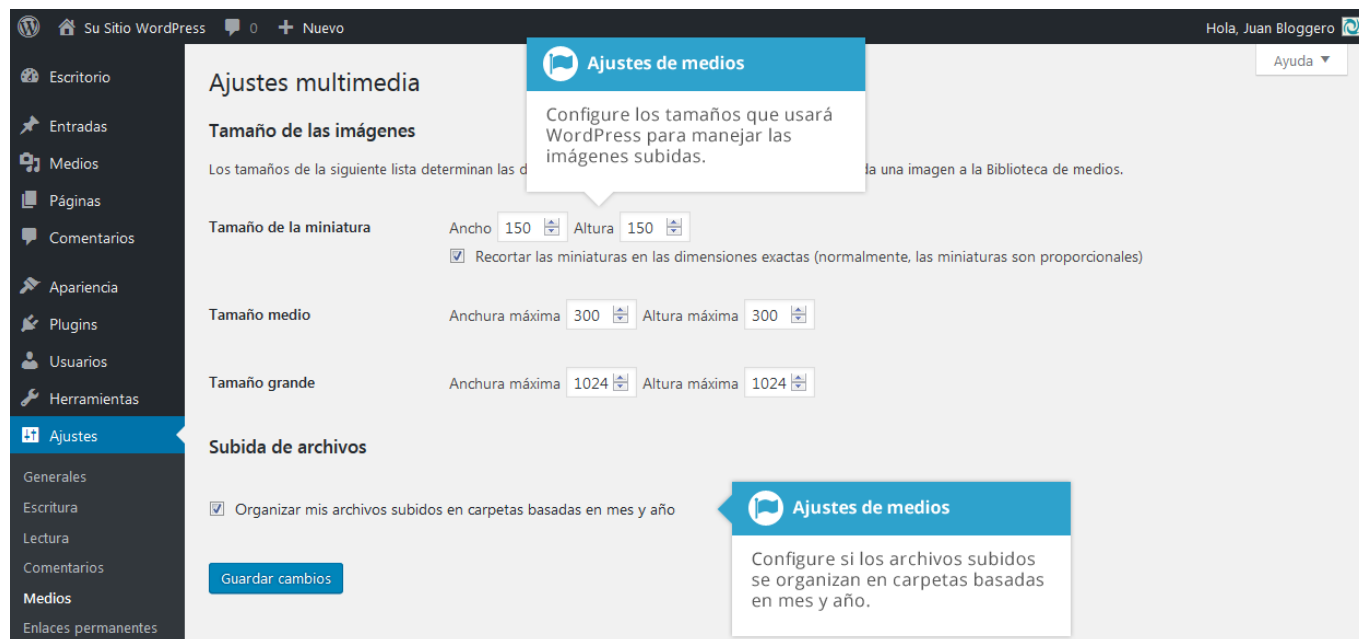 Su Sitio WordPress 0 + Nuevo Hola, Juan Bloggero
Escritorio
Entradas
Medios
Páginas
Comentarios
Apariencia
Plugins
Usuarios
Herramientas
Ajustes
Generales
Escritura
Lectura
Comentarios
Medios
Enlaces permanentes
Ayuda ▼
Ajustes multimedia
Ajustes de medios
Configure los tamaños que usará
WordPress para manejar las
imágenes subidas.
Tamaño de las imágenes
Los tamaños de la siguiente lista determinan las d da una imagen a la Biblioteca de medios.
Tamaño de la miniatura Ancho 150 Altura 150
Recortar las miniaturas en las dimensiones exactas (normalmente, las miniaturas son proporcionales)
Tamaño medio Anchura máxima 300 Altura máxima 300
Tamaño grande Anchura máxima 1024 Altura máxima 1024
Subida de archivos
Organizar mis archivos subidos en carpetas basadas en mes y año
Ajustes de medios
Configure si los archivos subidos
se organizan en carpetas basadas
en mes y año.
Guardar cambios